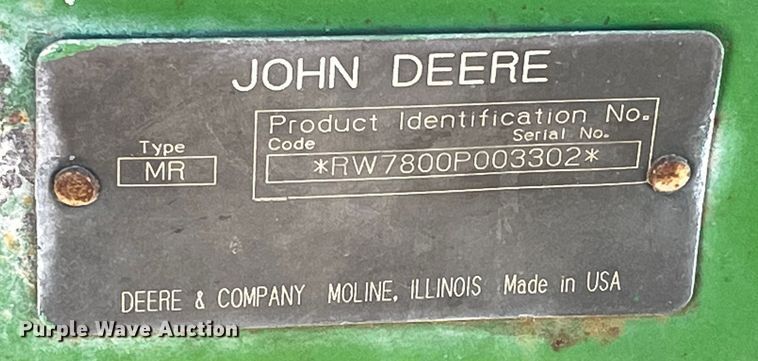 JOHN DEERE
Product Identification No.
Code Serial No.
*RW7800P003302*
Type
MR
DEERE & COMPANY MOLINE, ILLINOIS Made in USA
Purple Wave Auction